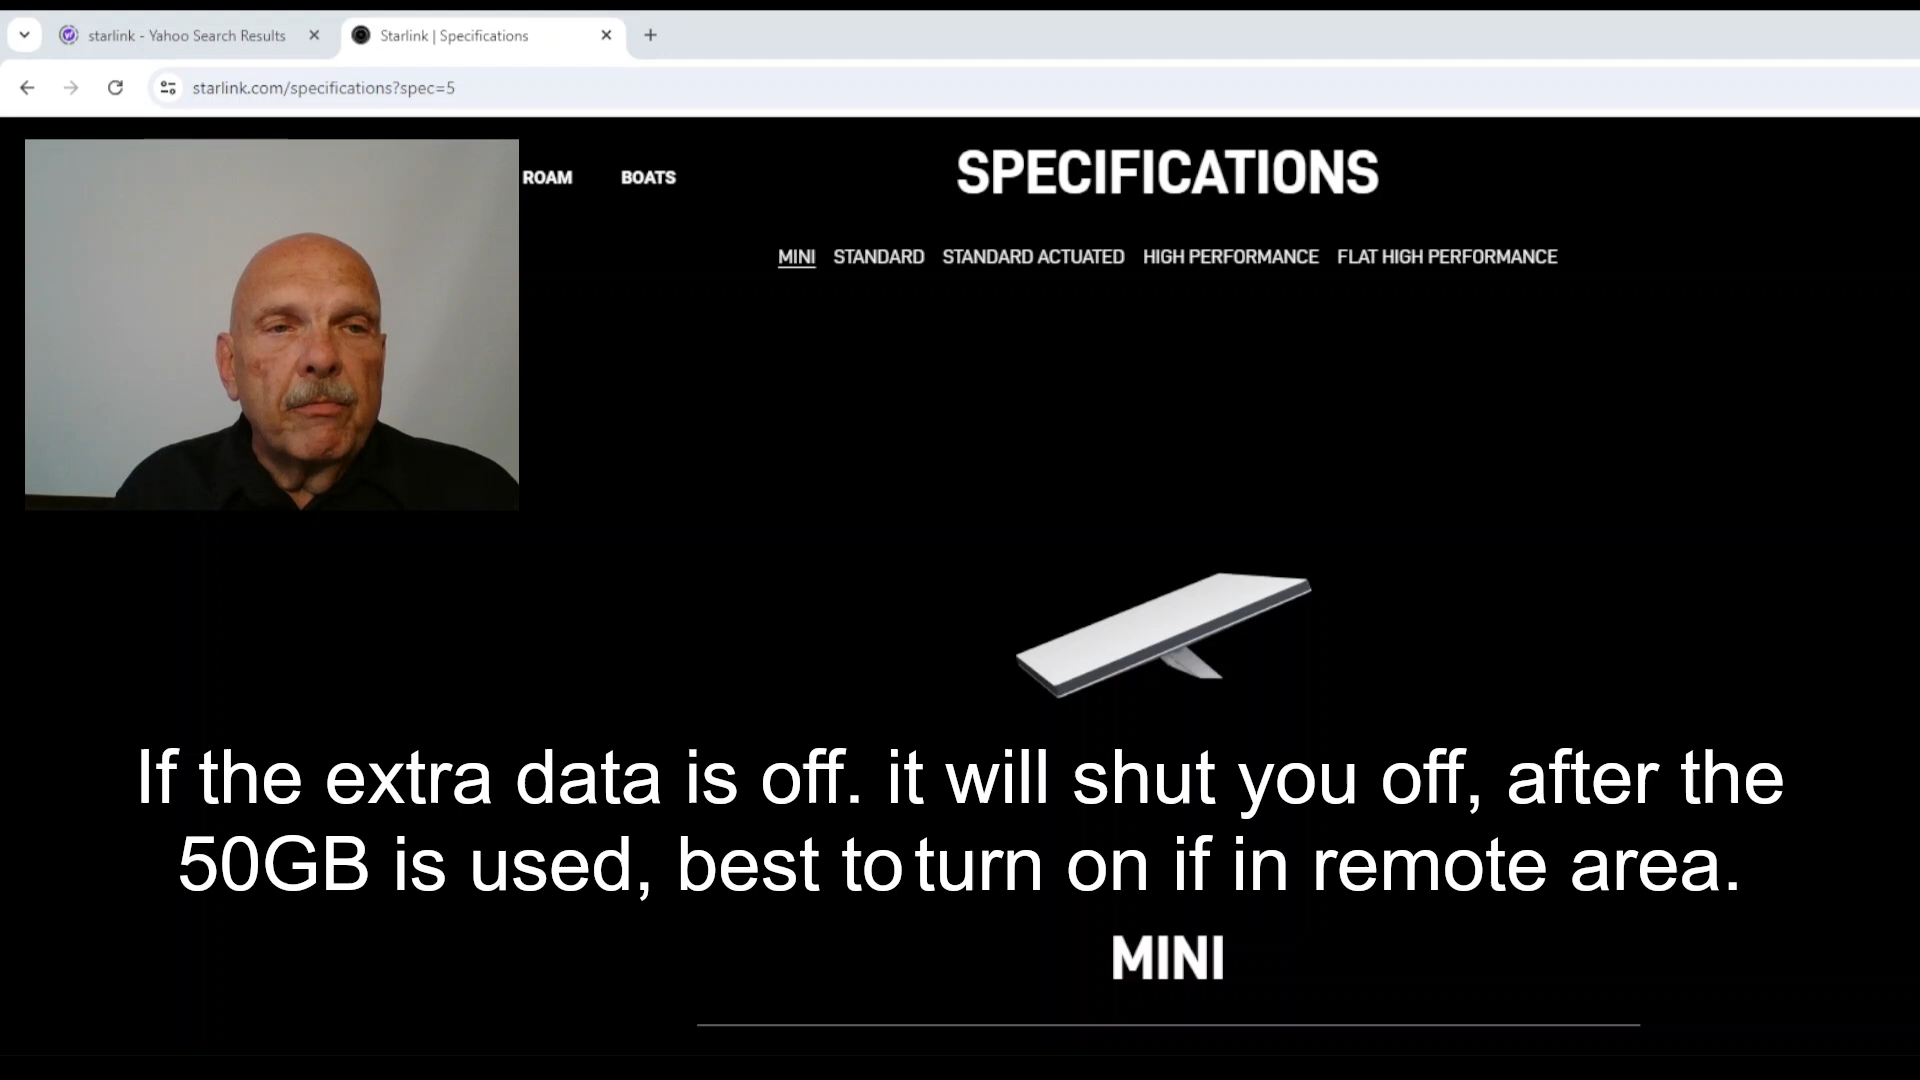 starlink - Yahoo Search Results
Starlink | Specifications
starlink.com/specifications?spec=5
ROAM BOATS
SPECIFICATIONS
MINI STANDARD STANDARD ACTUATED HIGH PERFORMANCE FLAT HIGH PERFORMANCE
If the extra data is off. it will shut you off, after the
50GB is used, best to turn on if in remote area.
MINI